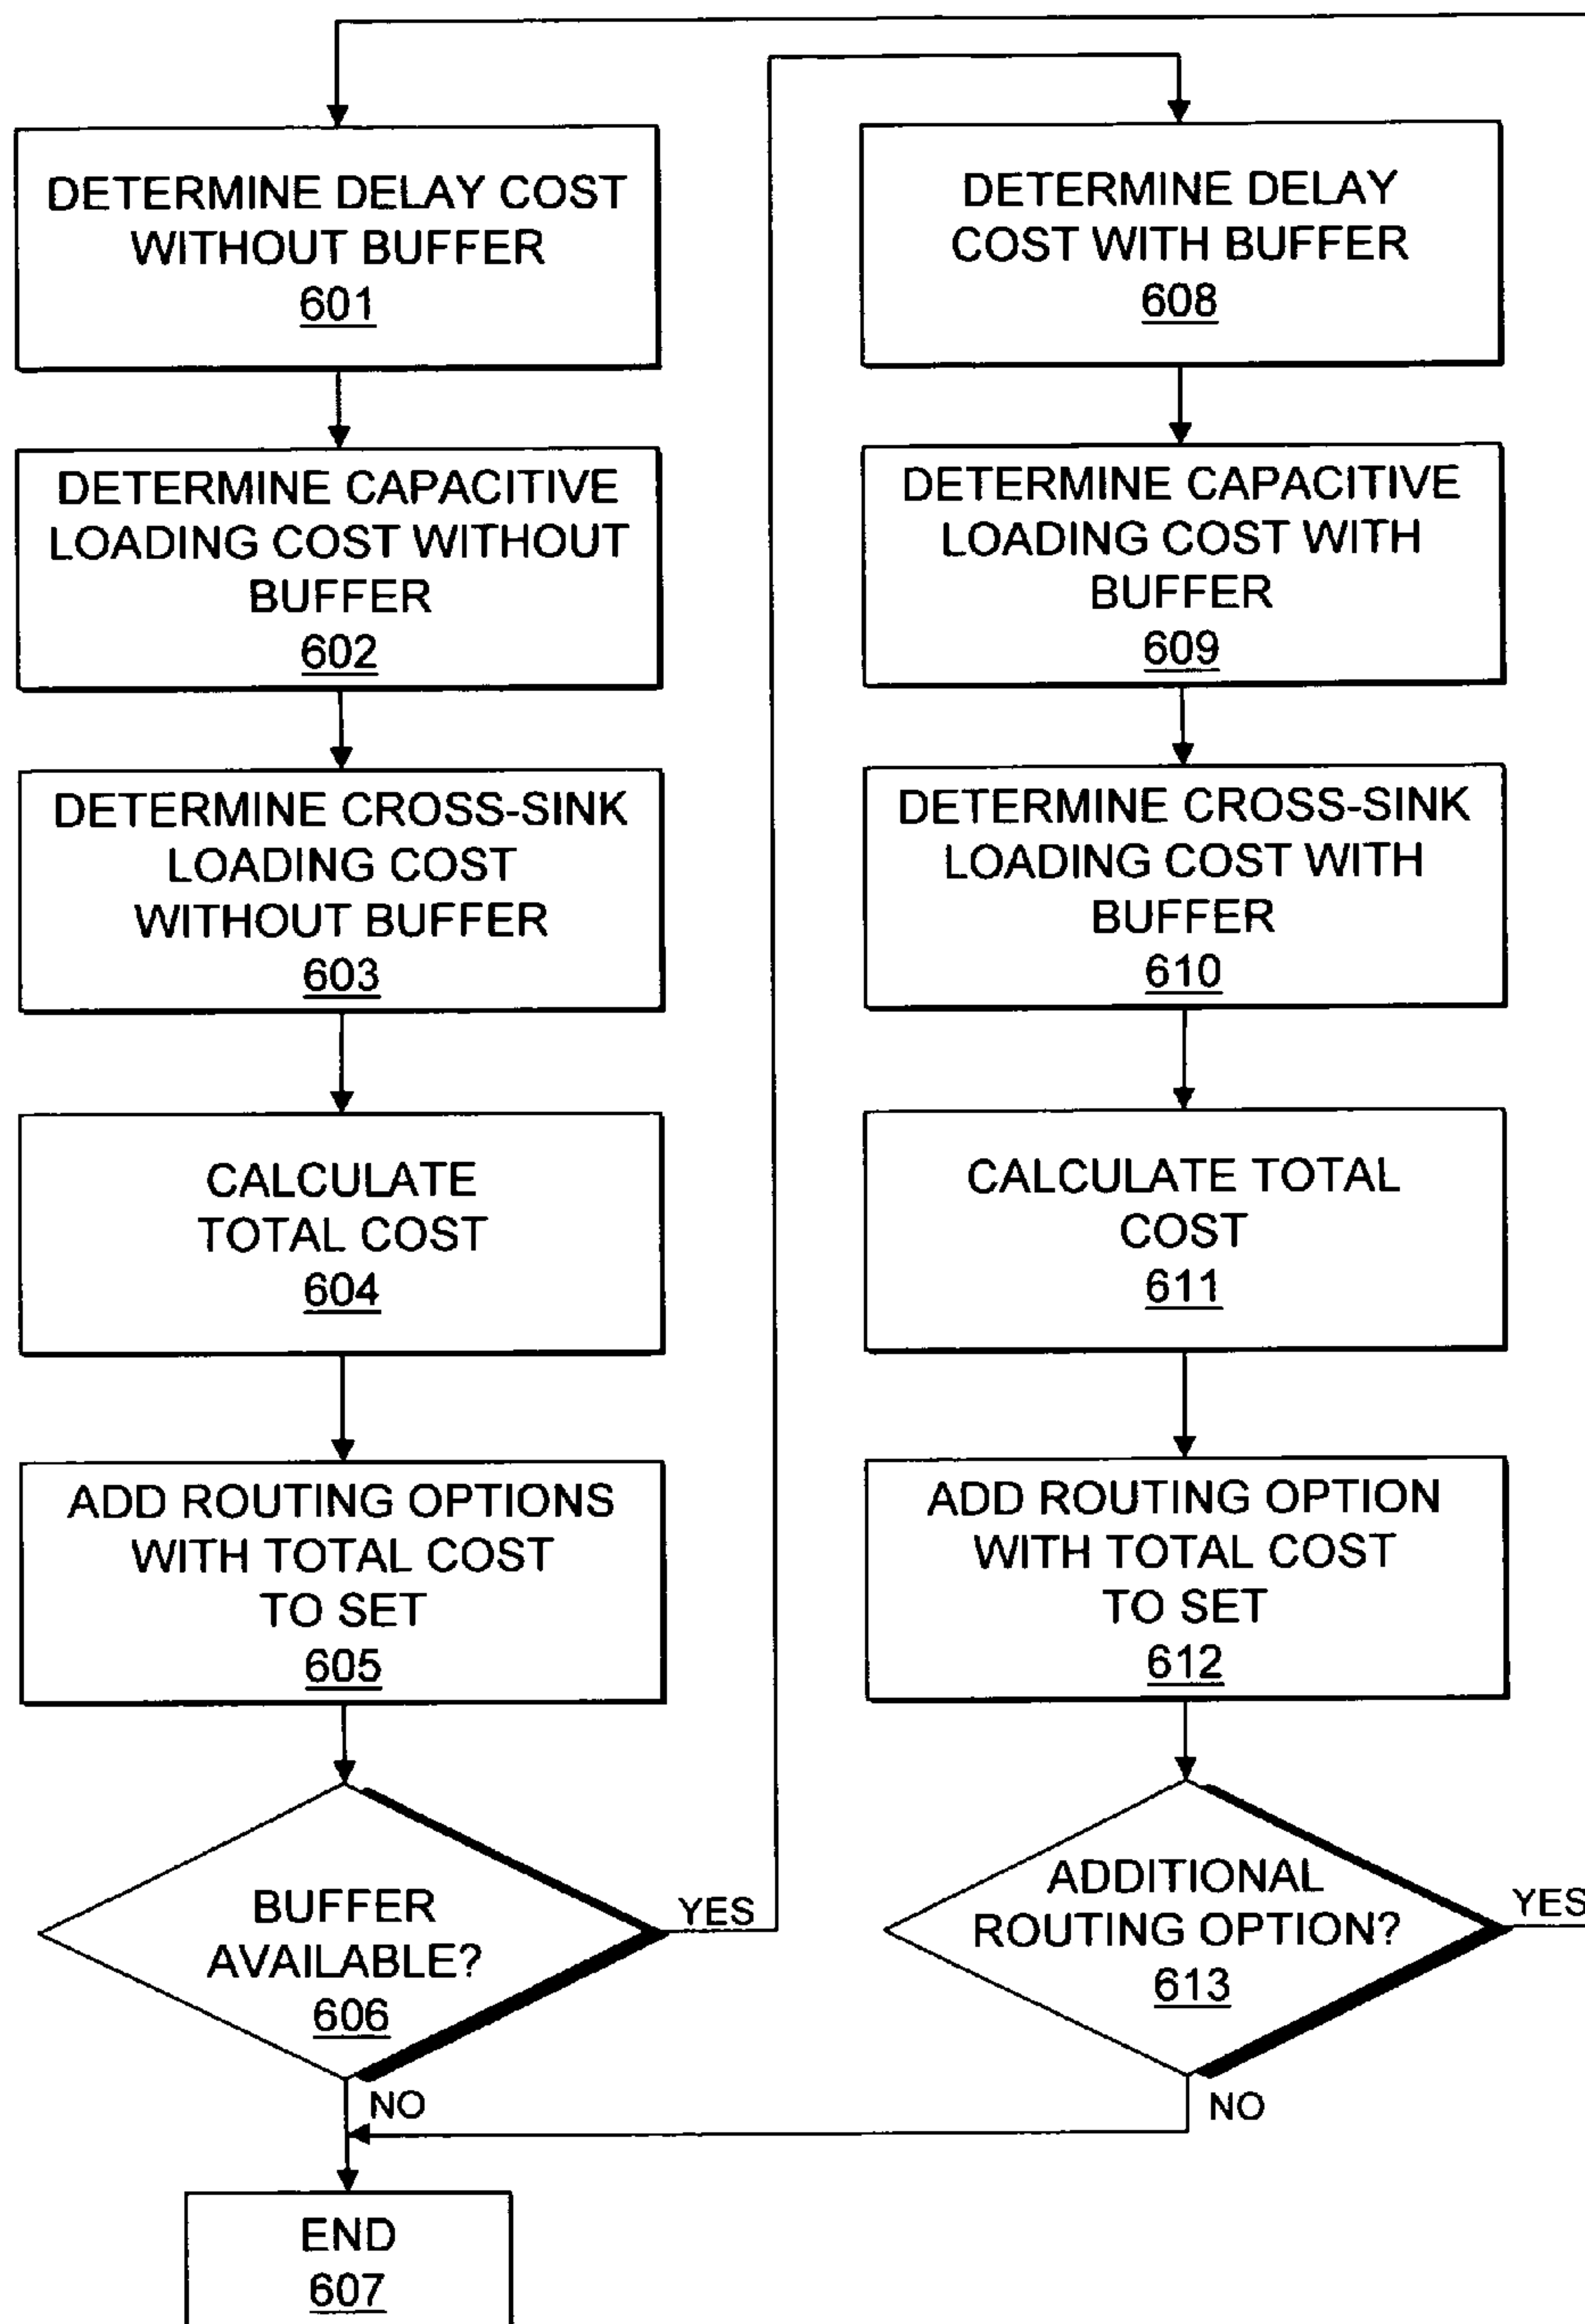 DETERMINE DELAY COST
WITHOUT BUFFER
601
DETERMINE CAPACITIVE
LOADING COST WITHOUT
BUFFER
602
DETERMINE CROSS-SINK
LOADING COST
WITHOUT BUFFER
603
CALCULATE
TOTAL COST
604
ADD ROUTING OPTIONS
WITH TOTAL COST
TO SET
605
BUFFER
AVAILABLE?
606
YES
NO
END
607
DETERMINE DELAY
COST WITH BUFFER
608
DETERMINE CAPACITIVE
LOADING COST WITH
BUFFER
609
DETERMINE CROSS-SINK
LOADING COST WITH
BUFFER
610
CALCULATE TOTAL
COST
611
ADD ROUTING OPTION
WITH TOTAL COST
TO SET
612
ADDITIONAL
ROUTING OPTION?
613
YES
NO